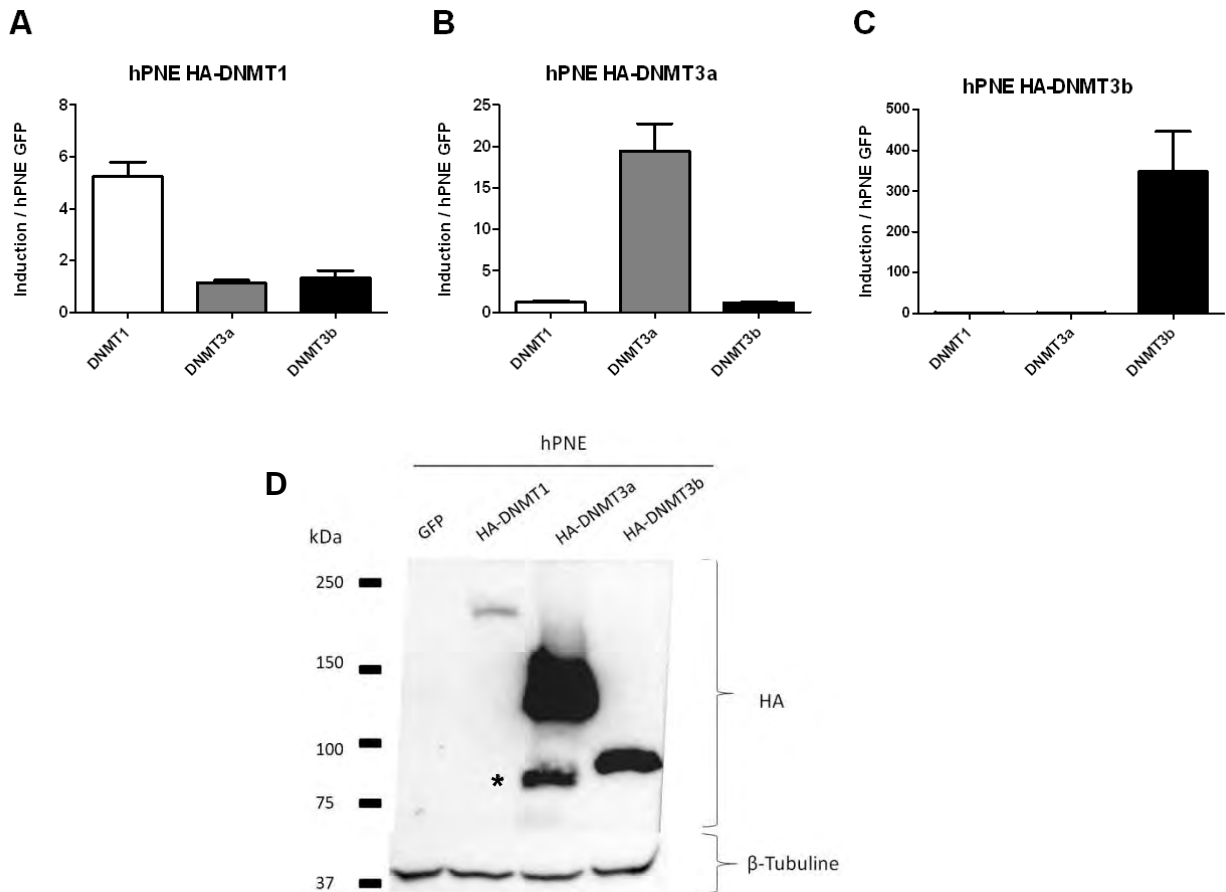 A
hPNE HA-DNMT1
Induction / hPNE GFP
8
6
4
2
0
DNMT1
DNMT3a
DNMT3b
B
hPNE HA-DNMT3a
Induction / hPNE GFP
25
20
15
10
5
0
DNMT1
DNMT3a
DNMT3b
C
hPNE HA-DNMT3b
Induction / hPNE GFP
500
400
300
200
100
0
DNMT1
DNMT3a
DNMT3b
hPNE
D
GFP
HA-DNMT1
HA-DNMT3a
HA-DNMT3b
kDa
250
150
100
*
75
37
HA
β-Tubuline